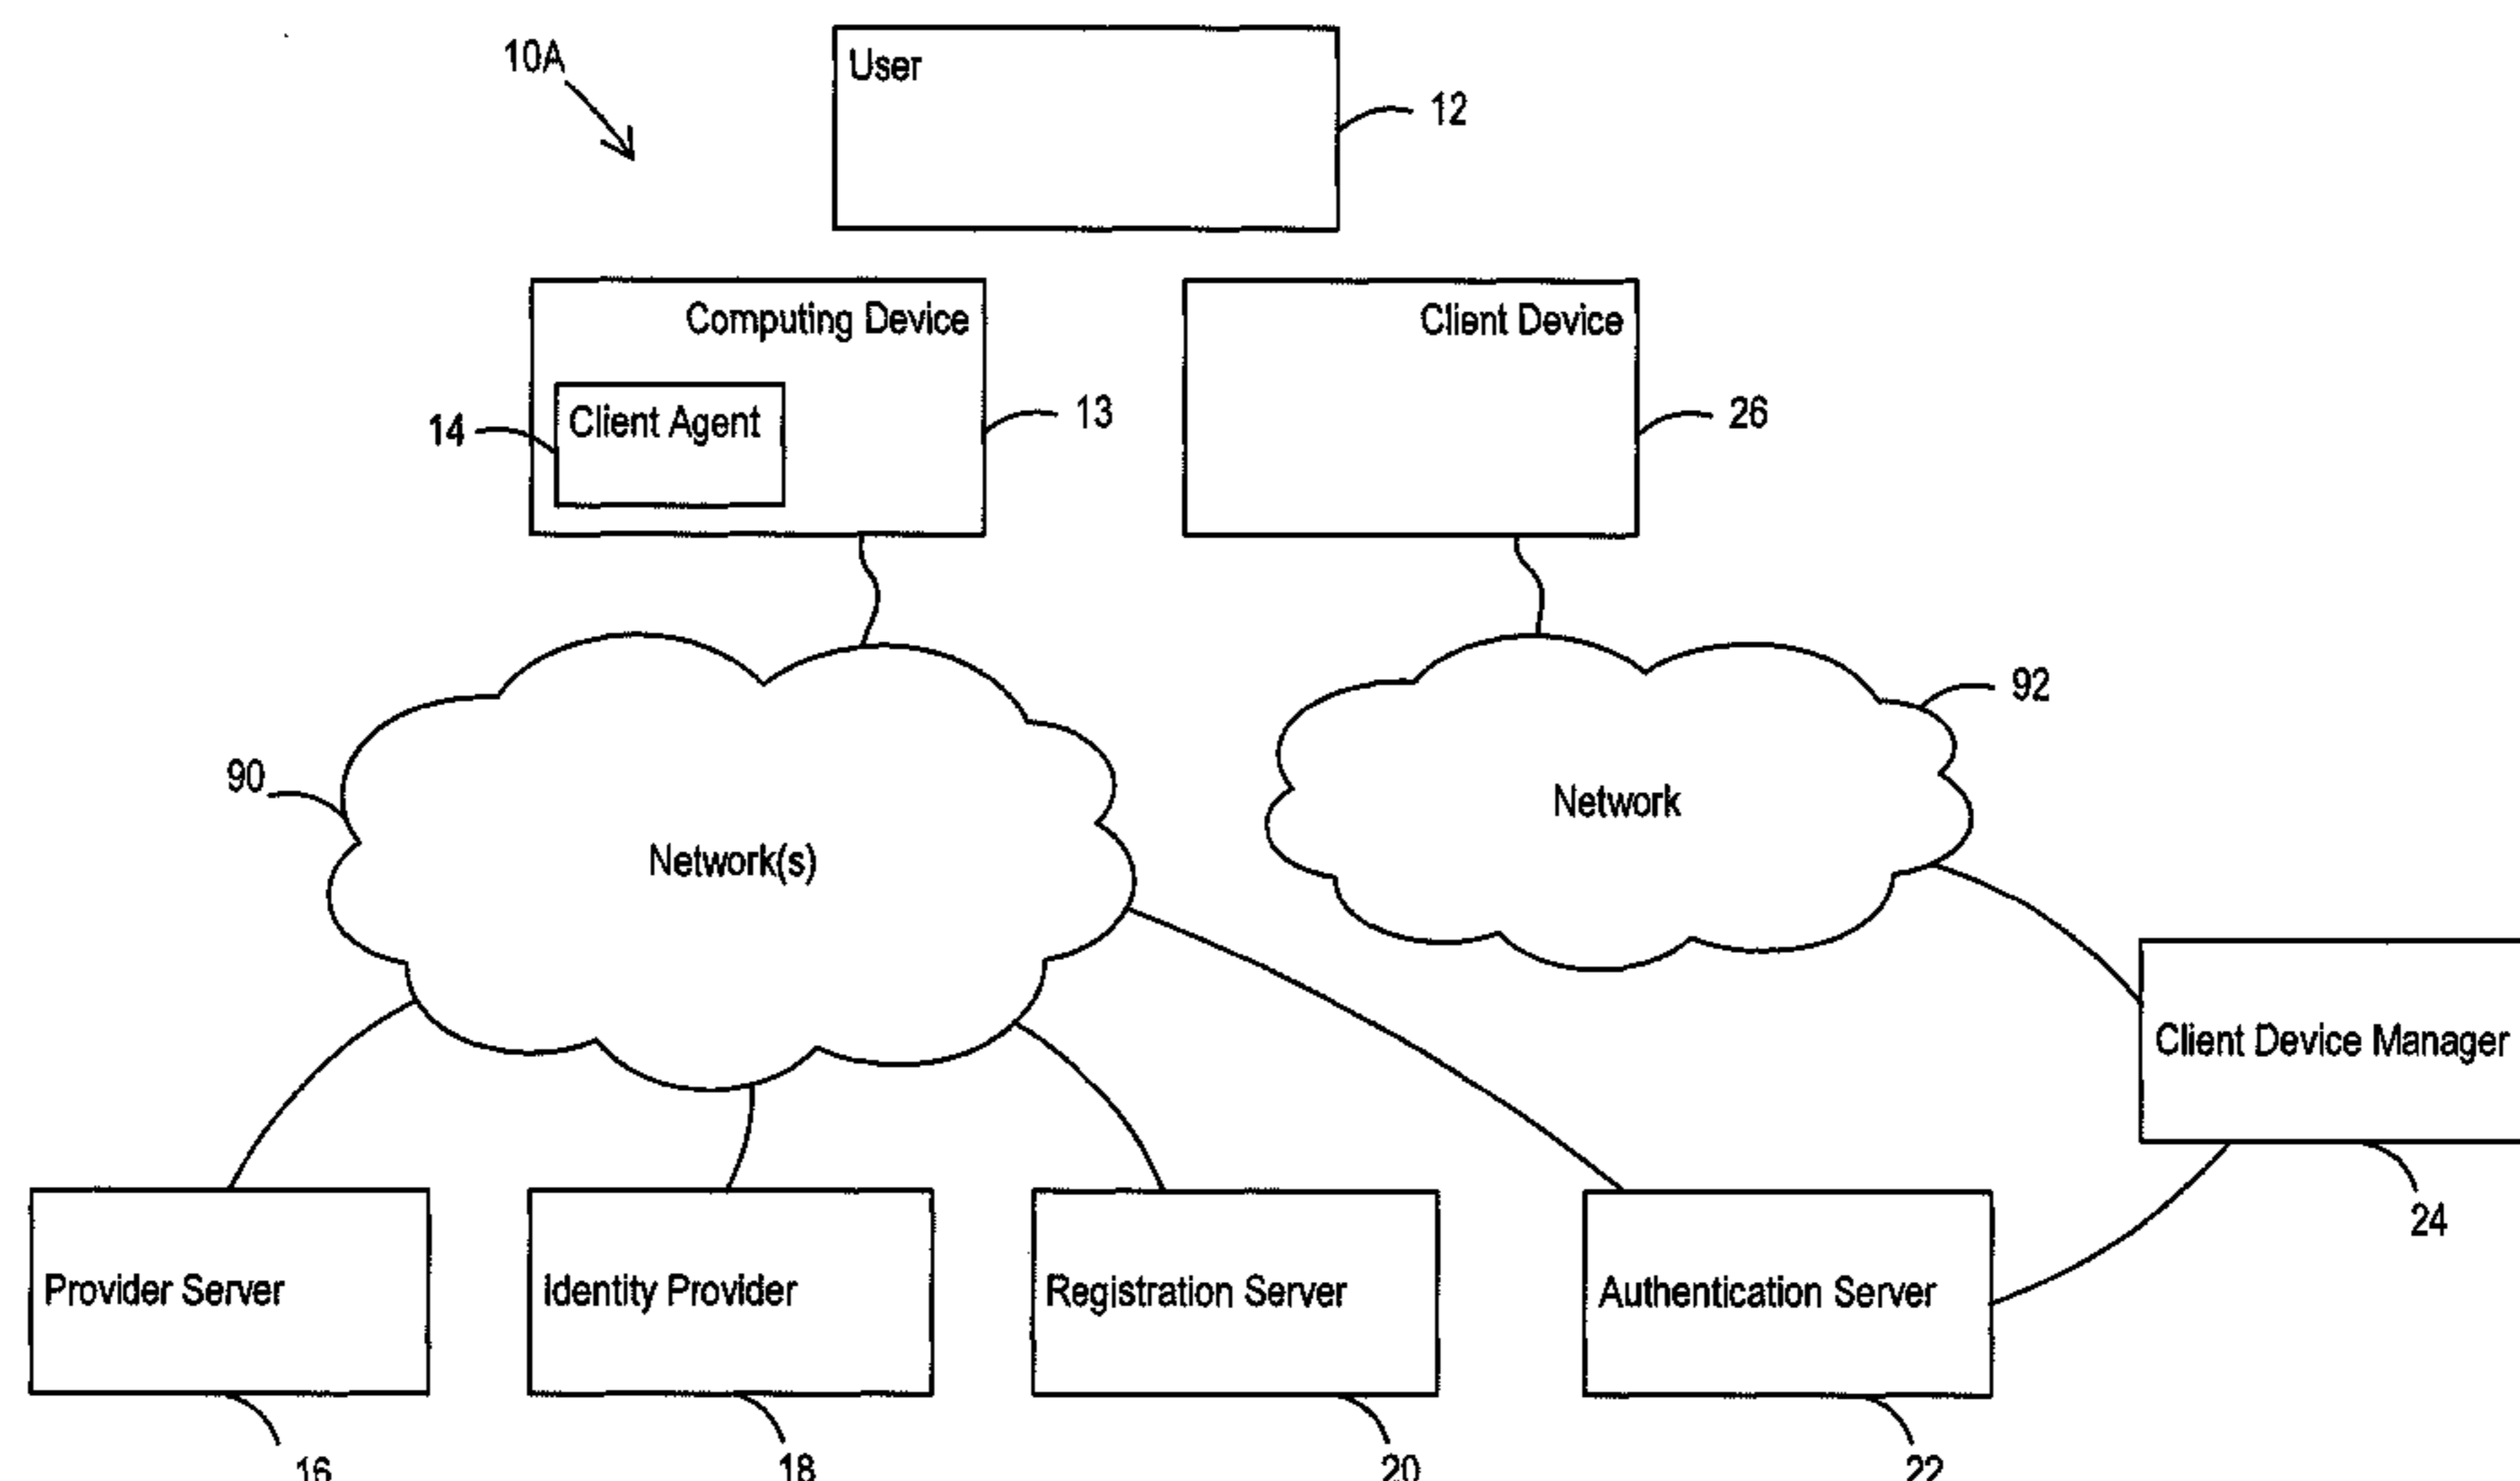 10A
User
12
Computing Device
Client Device
Client Agent
14
13
26
92
90
Network
Network(s)
Client Device Manager
24
Provider Server
Identity Provider
Registration Server
Authentication Server
16
18
20
22